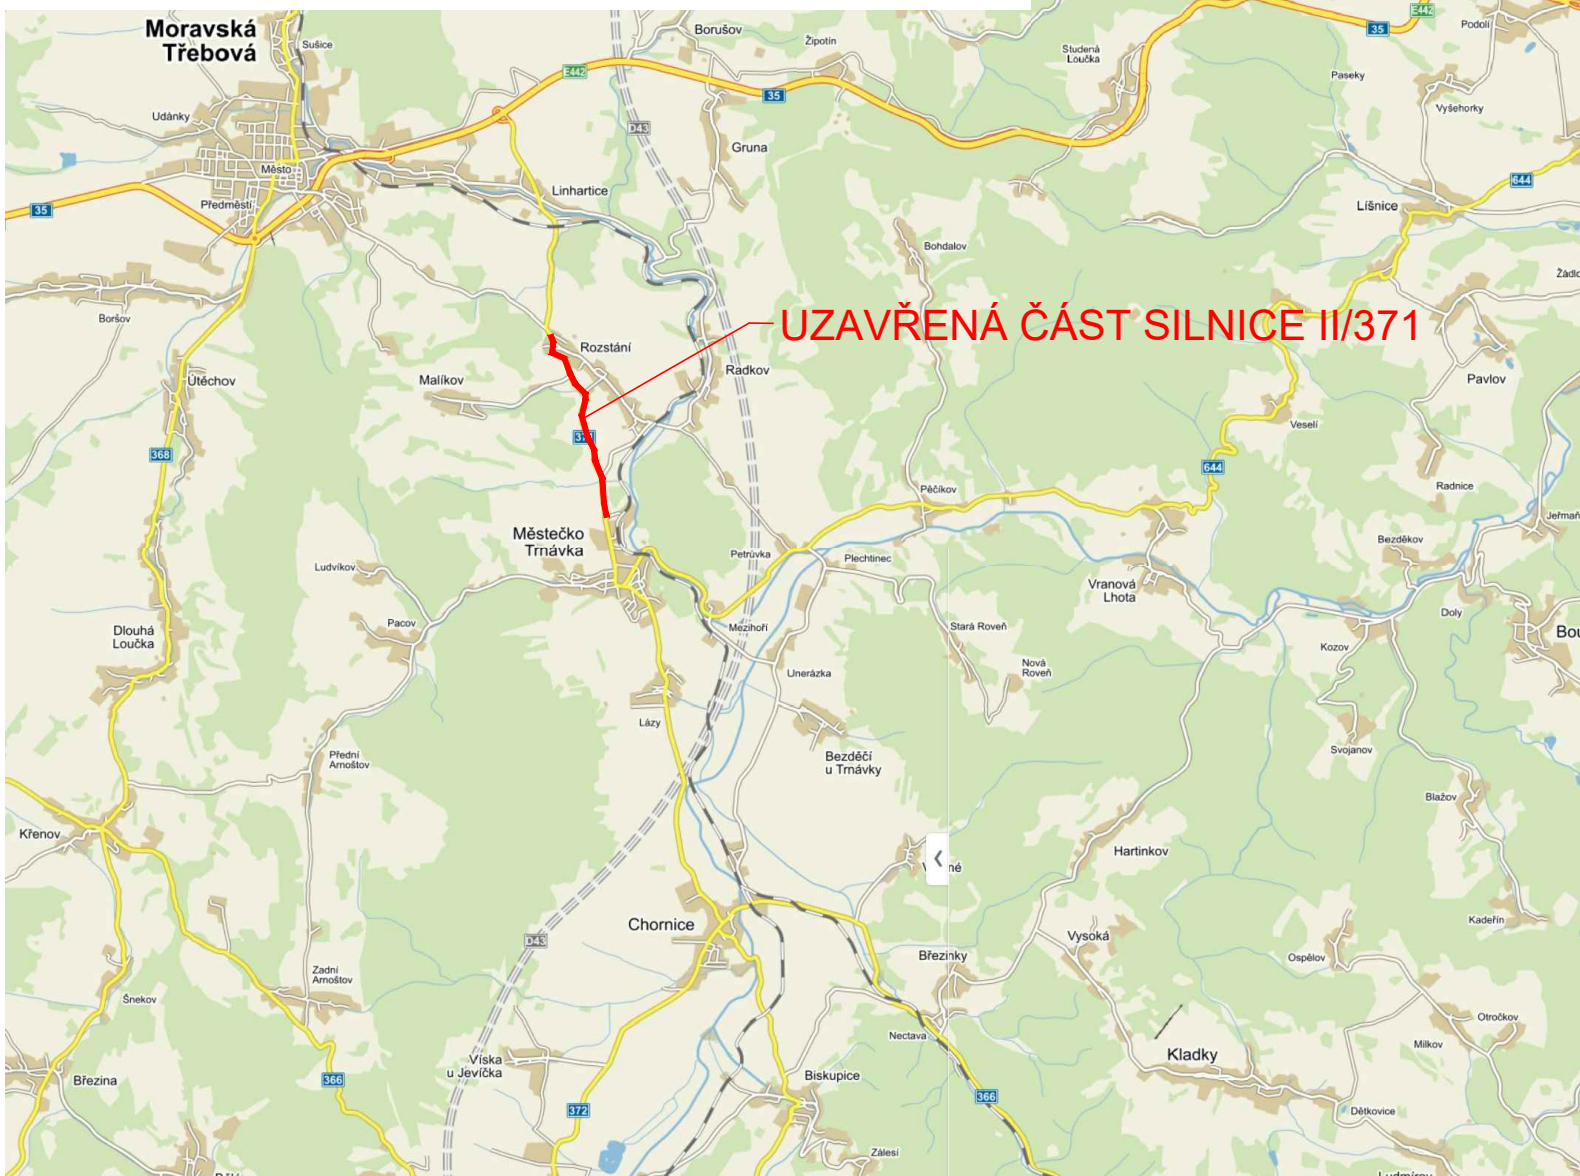 Moravská
Třebová
Sušice
Borušov
Žipotín
Studená
Loučka
E442
35
Podolí
Paseky
Vyšehorky
E442
35
Udánky
D43
Gruna
Město
Linhartice
644
Předměstí
35
Líšnice
Bohdalov
Boršov
UZAVŘENÁ ČÁST SILNICE II/371
Rozstání
Radkov
Malíkov
Útěchov
Pavlov
Veselí
368
644
Pěčíkov
Radnice
Městečko
Trnávka
Petrůvka
Plechtinec
Bezděkov
Ludvíkov
Vranová
Lhota
Doly
Pacov
Mezihoří
Stará Roveň
Dlouhá
Loučka
Kozov
Nová
Roveň
Unerázka
Lázy
Svojanov
Přední
Arnoštov
Bezděčí
u Trnávky
Blažov
Křenov
Hartinkov
Chornice
Kadeřín
Vysoká
D43
Březinky
Ospělov
Zadní
Arnoštov
Šnekov
Otročkov
Nectava
Milkov
Kladky
Víska
u Jevíčka
Březina
366
Biskupice
366
372
Dětkovice
Zálesí